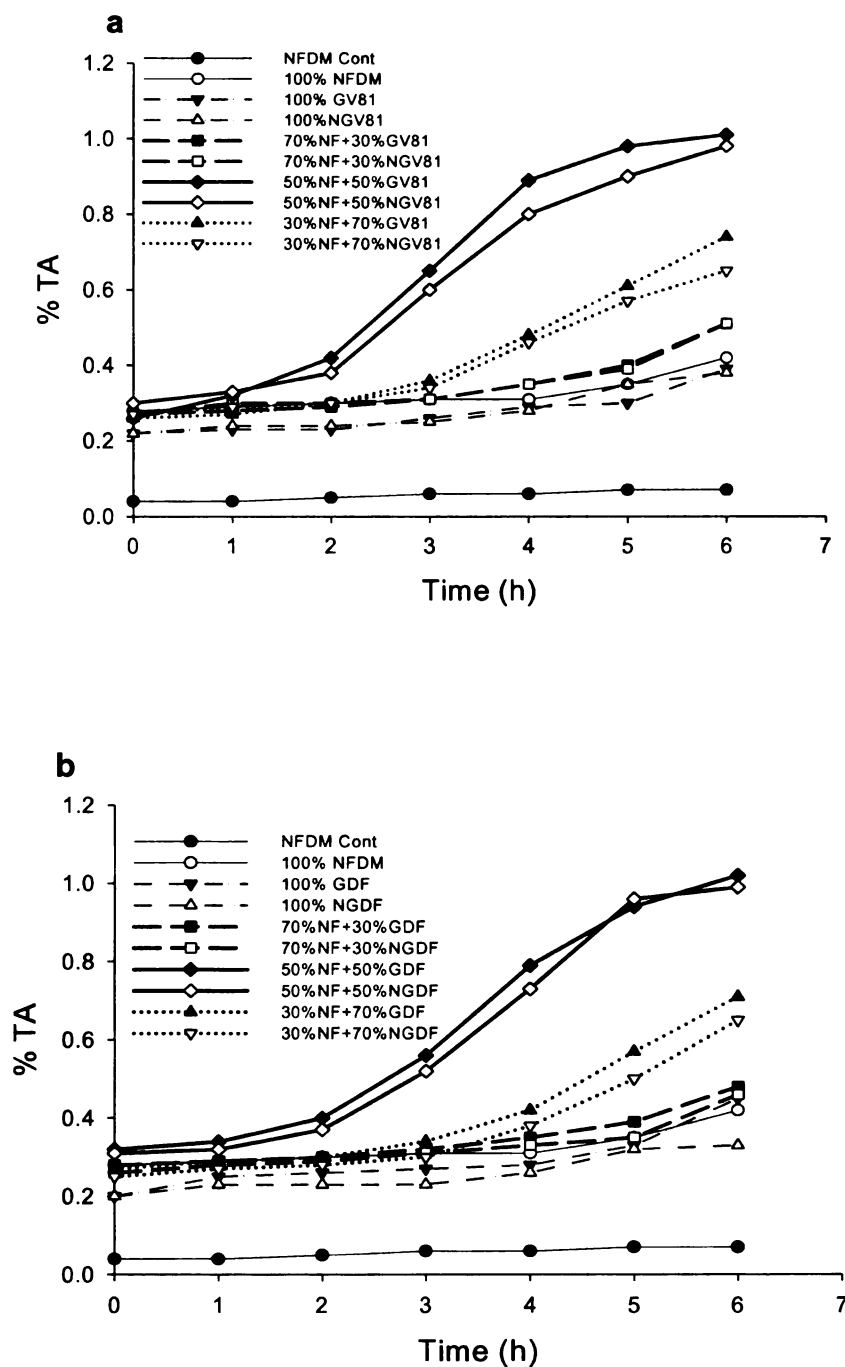 a
NFDM Cont
100% NFDM
100% GV81
100%NGV81
70%NF+30%GV81
70%NF+30%NGV81
50%NF+50%GV81
50%NF+50%NGV81
30%NF+70%GV81
30%NF+70%NGV81
1.2
1.0
0.8
0.6
0.4
0.2
0.0
% TA
0 1 2 3 4 5 6 7
Time (h)
b
NFDM Cont
100% NFDM
100% GDF
100% NGDF
70%NF+30%GDF
70%NF+30%NGDF
50%NF+50%GDF
50%NF+50%NGDF
30%NF+70%GDF
30%NF+70%NGDF
1.2
1.0
0.8
0.6
0.4
0.2
0.0
% TA
0 1 2 3 4 5 6 7
Time (h)